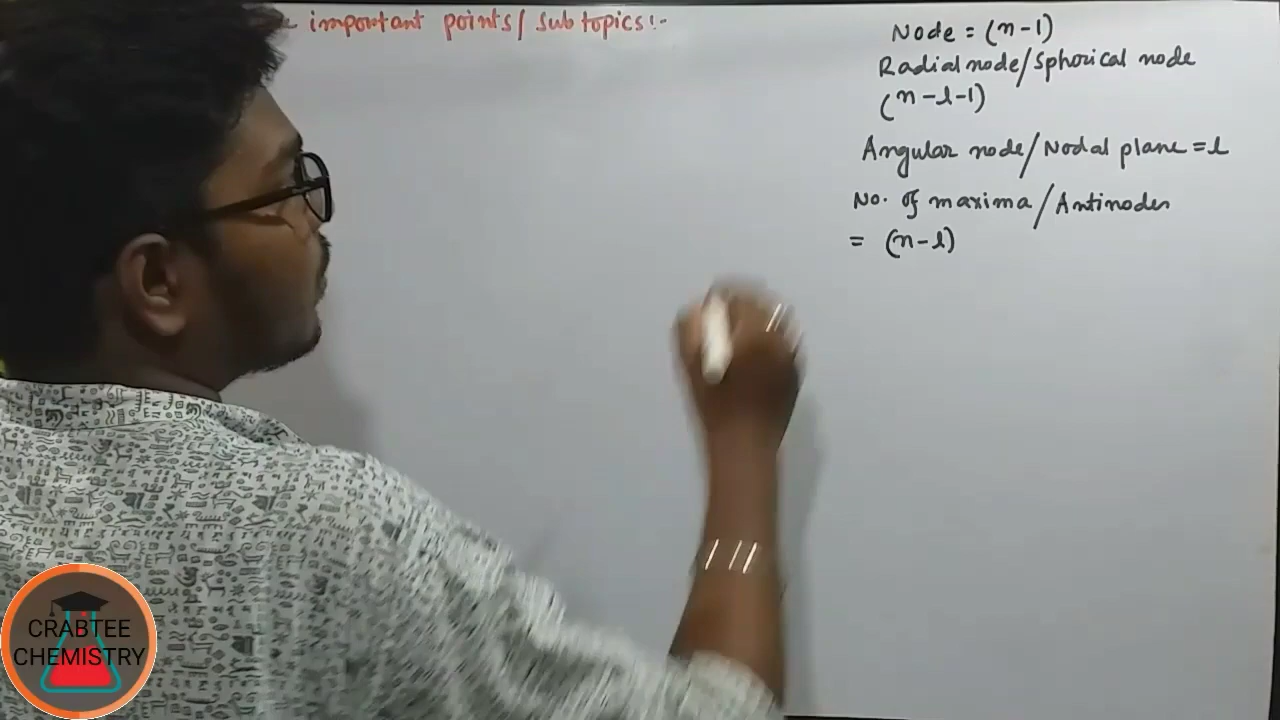 important points/ sub topics:-
Node = (n-1)
Radial node/Sphorical node
(n-l-1)
Angular node/Nodal plane = l
No. of maxima/Antinodes
= (n-l)
CRABTEE
CHEMISTRY